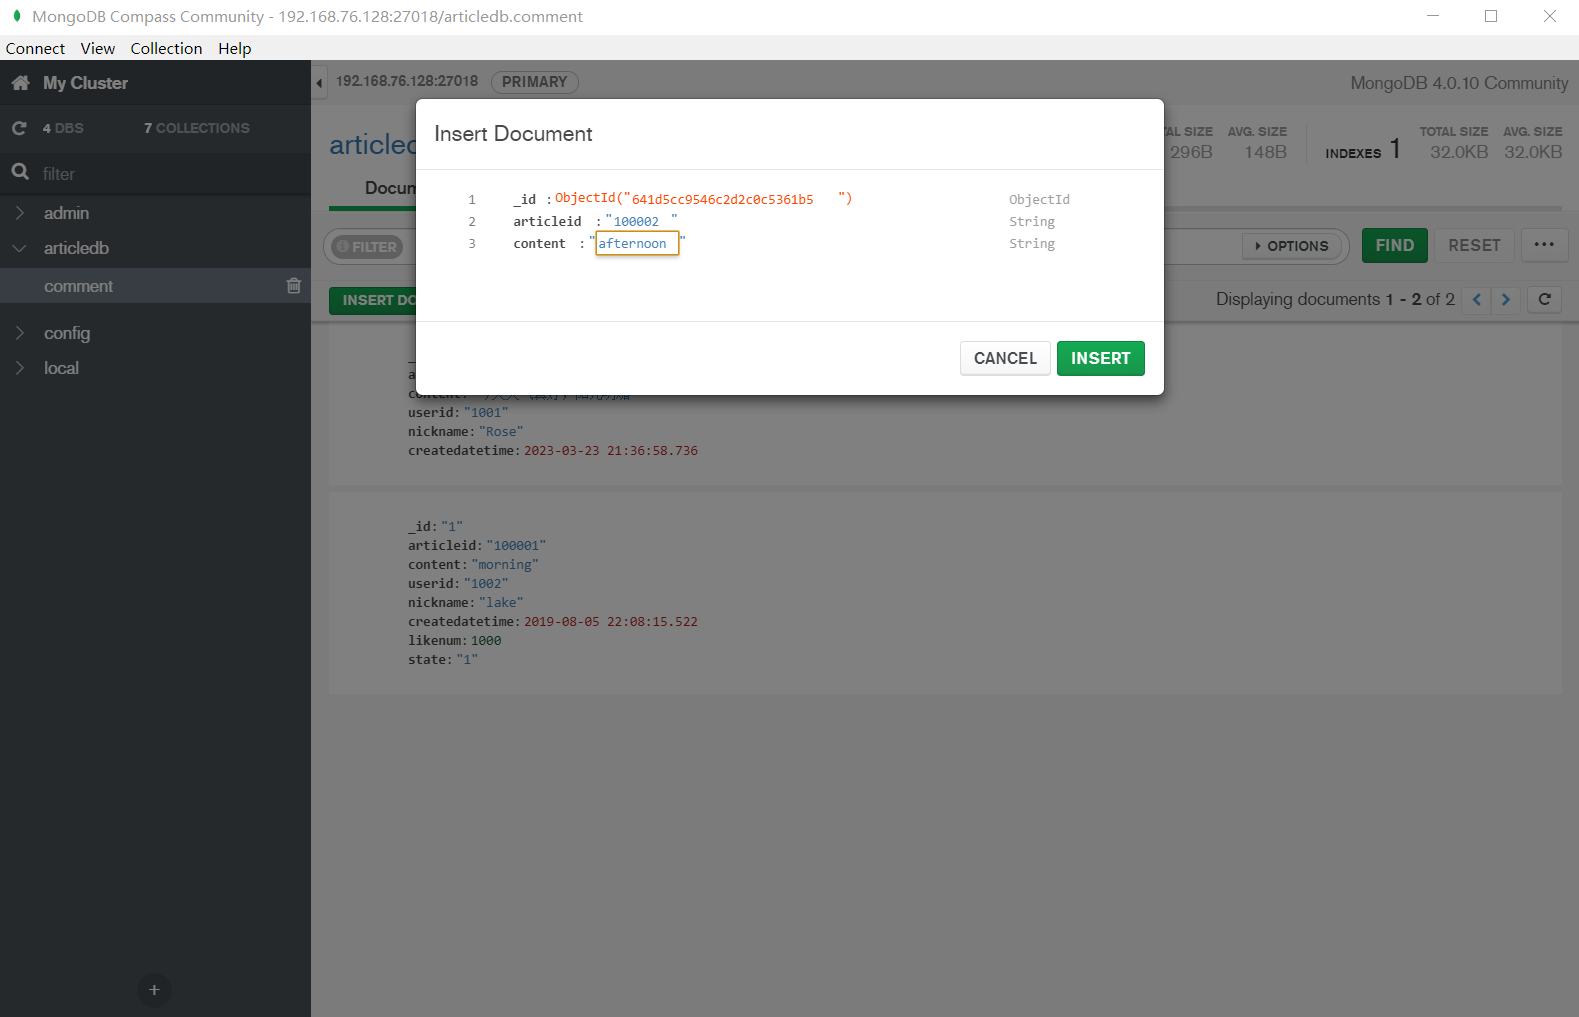 MongoDB Compass Community - 192.168.76.128:27018/articledb.comment
Connect View Collection Help
My Cluster
4 DBS 7 COLLECTIONS
filter
admin
articledb
comment
config
local
+
192.168.76.128:27018 PRIMARY
MongoDB 4.0.10 Community
AL SIZE AVG. SIZE
296B 148B
INDEXES 1
TOTAL SIZE AVG. SIZE
32.0KB 32.0KB
Docum
FILTER
OPTIONS FIND RESET ...
INSERT DO
Displaying documents 1 - 2 of 2
Insert Document
1 _id : ObjectId("641d5cc9546c2d2c0c5361b5 ") ObjectId
2 articleid : "100002 " String
3 content : "afternoon " String
CANCEL INSERT
userid: "1001"
nickname: "Rose"
createdatetime: 2023-03-23 21:36:58.736
_id: "1"
articleid: "100001"
content: "morning"
userid: "1002"
nickname: "lake"
createdatetime: 2019-08-05 22:08:15.522
likenum: 1000
state: "1"